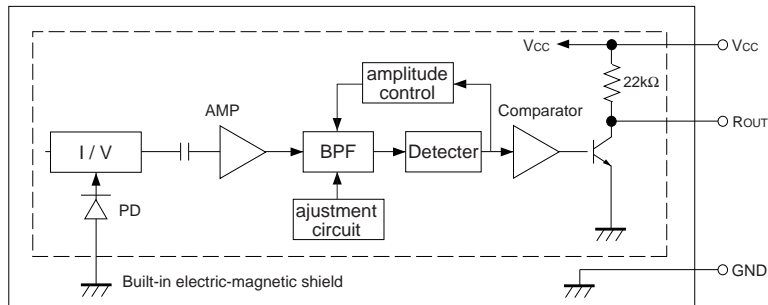 Vcc
Vcc
amplitude
control
22kΩ
AMP
Comparator
ROUT
I / V
BPF
Detecter
PD
ajustment
circuit
GND
Built-in electric-magnetic shield